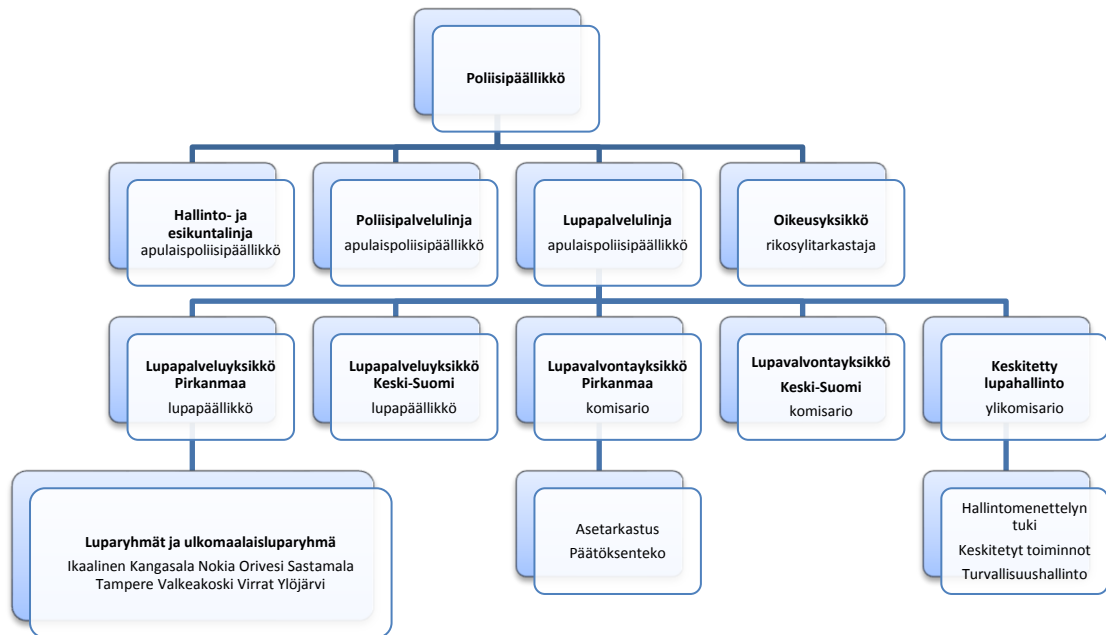 Poliisipäällikkö
Hallinto- ja
esikuntalinja
apulaispoliisipäällikkö
Poliisipalvelulinja
apulaispoliisipäällikkö
Lupapalvelulinja
apulaispoliisipäällikkö
Oikeusyksikkö
rikosylitarkastaja
Lupapalveluyksikkö
Pirkanmaa
lupapäällikkö
Lupapalveluyksikkö
Keski-Suomi
lupapäällikkö
Lupavalvontayksikkö
Pirkanmaa
komisario
Lupavalvontayksikkö
Keski-Suomi
komisario
Keskitetty
lupahallinto
ylikomisario
Luparyhmät ja ulkomaalaisluparyhmä
Ikaalinen Kangasala Nokia Orivesi Sastamala
Tampere Valkeakoski Virrat Ylöjärvi
Asetarkastus
Päätöksenteko
Hallintomenettelyn
tuki
Keskitetyt toiminnot
Turvallisuushallinto